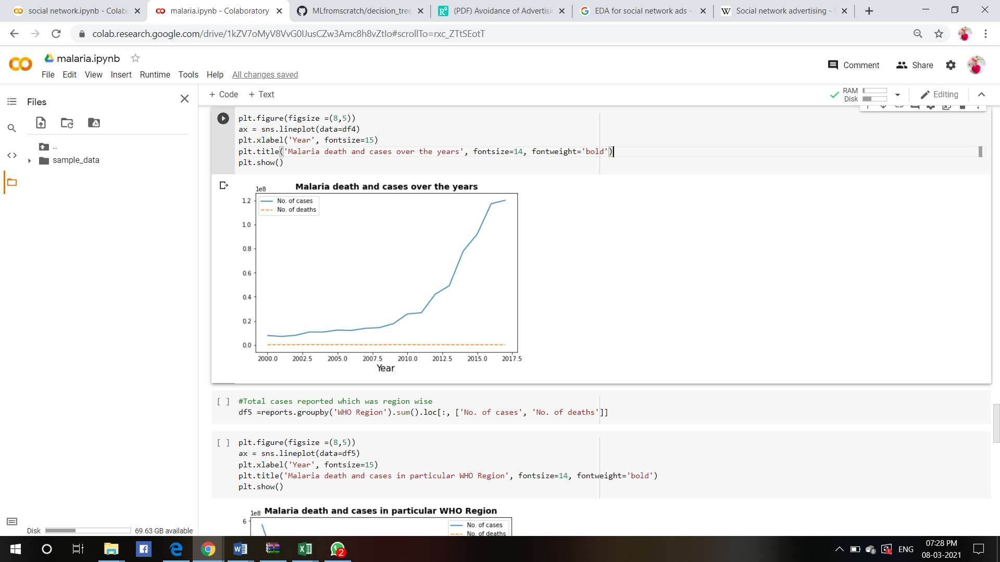 social network.ipynb - Colab
malaria.ipynb - Colaboratory
MLfromscratch/decision_tree
(PDF) Avoidance of Advertisi
EDA for social network ads -
Social network advertising -
colab.research.google.com/drive/1kZV7oMyV8VvG0IJusCZw3Amc8h8vZtIo#scrollTo=rxc_ZTtSEotT
malaria.ipynb
File Edit View Insert Runtime Tools Help All changes saved
Comment
Share
Files
+ Code + Text
RAM
Disk
Editing
..
sample_data
plt.figure(figsize =(8,5))
ax = sns.lineplot(data=df4)
plt.xlabel('Year', fontsize=15)
plt.title('Malaria death and cases over the years', fontsize=14, fontweight='bold')
plt.show()
Malaria death and cases over the years
1e8
No. of cases
No. of deaths
1.2
1.0
0.8
0.6
0.4
0.2
0.0
2000.0 2002.5 2005.0 2007.5 2010.0 2012.5 2015.0 2017.5
Year
[ ] #Total cases reported which was region wise
df5 =reports.groupby('WHO Region').sum().loc[:, ['No. of cases', 'No. of deaths']]
[ ] plt.figure(figsize =(8,5))
ax = sns.lineplot(data=df5)
plt.xlabel('Year', fontsize=15)
plt.title('Malaria death and cases in particular WHO Region', fontsize=14, fontweight='bold')
plt.show()
1e8 Malaria death and cases in particular WHO Region
6
No. of cases
No. of deaths
Disk 69.63 GB available
2
ENG
07:28 PM
08-03-2021